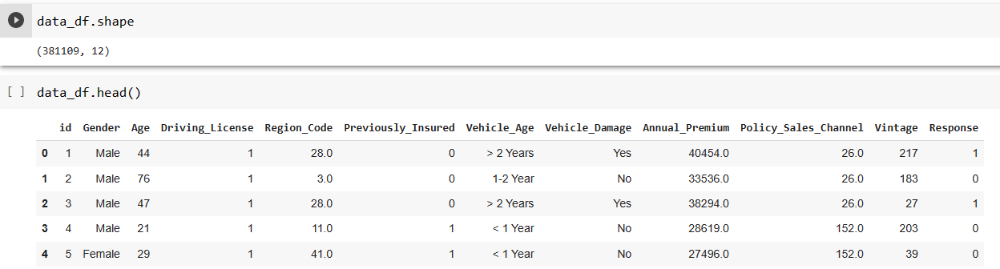 data_df.shape
(381109, 12)
[ ] data_df.head()
id Gender Age Driving_License Region_Code Previously_Insured Vehicle_Age Vehicle_Damage Annual_Premium Policy_Sales_Channel Vintage Response
0 1 Male 44 1 28.0 0 > 2 Years Yes 40454.0 26.0 217 1
1 2 Male 76 1 3.0 0 1-2 Year No 33536.0 26.0 183 0
2 3 Male 47 1 28.0 0 > 2 Years Yes 38294.0 26.0 27 1
3 4 Male 21 1 11.0 1 < 1 Year No 28619.0 152.0 203 0
4 5 Female 29 1 41.0 1 < 1 Year No 27496.0 152.0 39 0